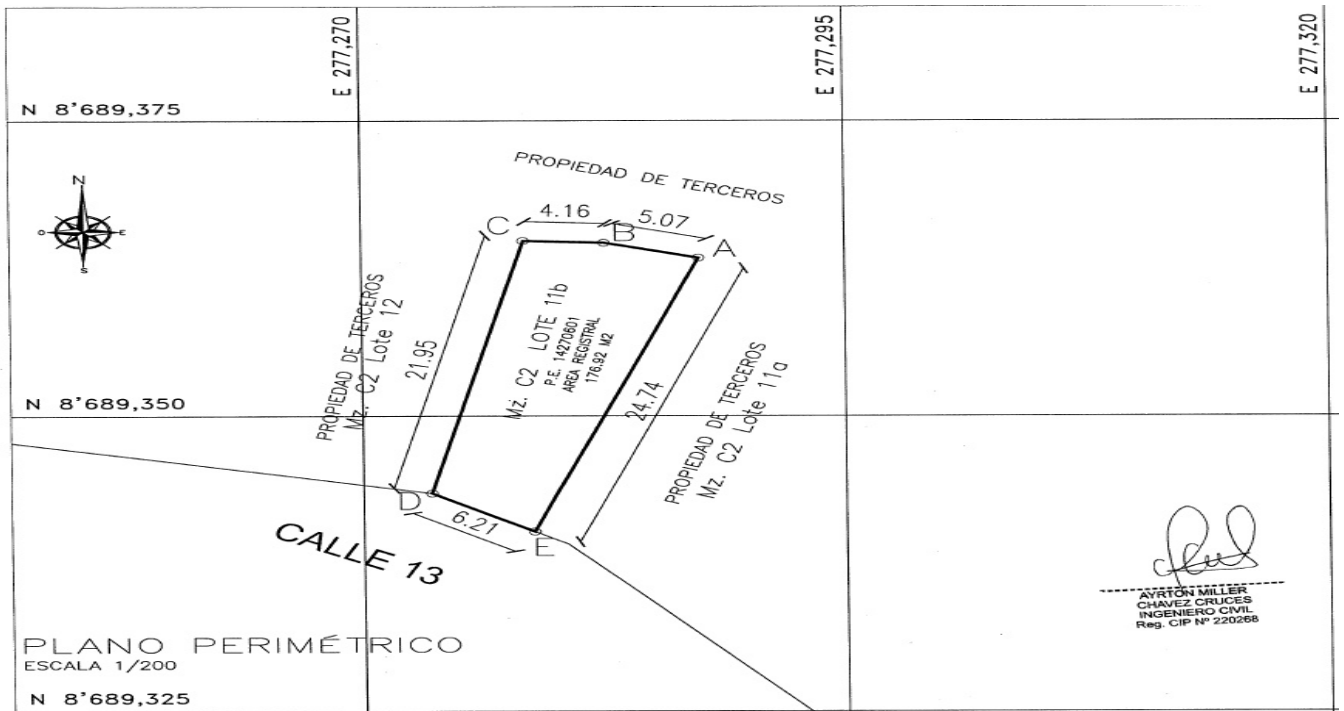 E 277,270
E 277,295
E 277,320
N 8'689,375
PROPIEDAD DE TERCEROS
N
O
E
S
4.16
5.07
C
B
A
PROPIEDAD DE TERCEROS
Mz. C2 Lote 12
21.95
Mz. C2 LOTE 11b
P.E. 14270601
AREA REGISTRAL
176.92 M2
24.74
PROPIEDAD DE TERCEROS
Mz. C2 Lote 11a
N 8'689,350
D
6.21
E
CALLE 13
AYRTON MILLER
CHAVEZ CRUCES
INGENIERO CIVIL
Reg. CIP Nº 220268
PLANO PERIMÉTRICO
ESCALA 1/200
N 8'689,325